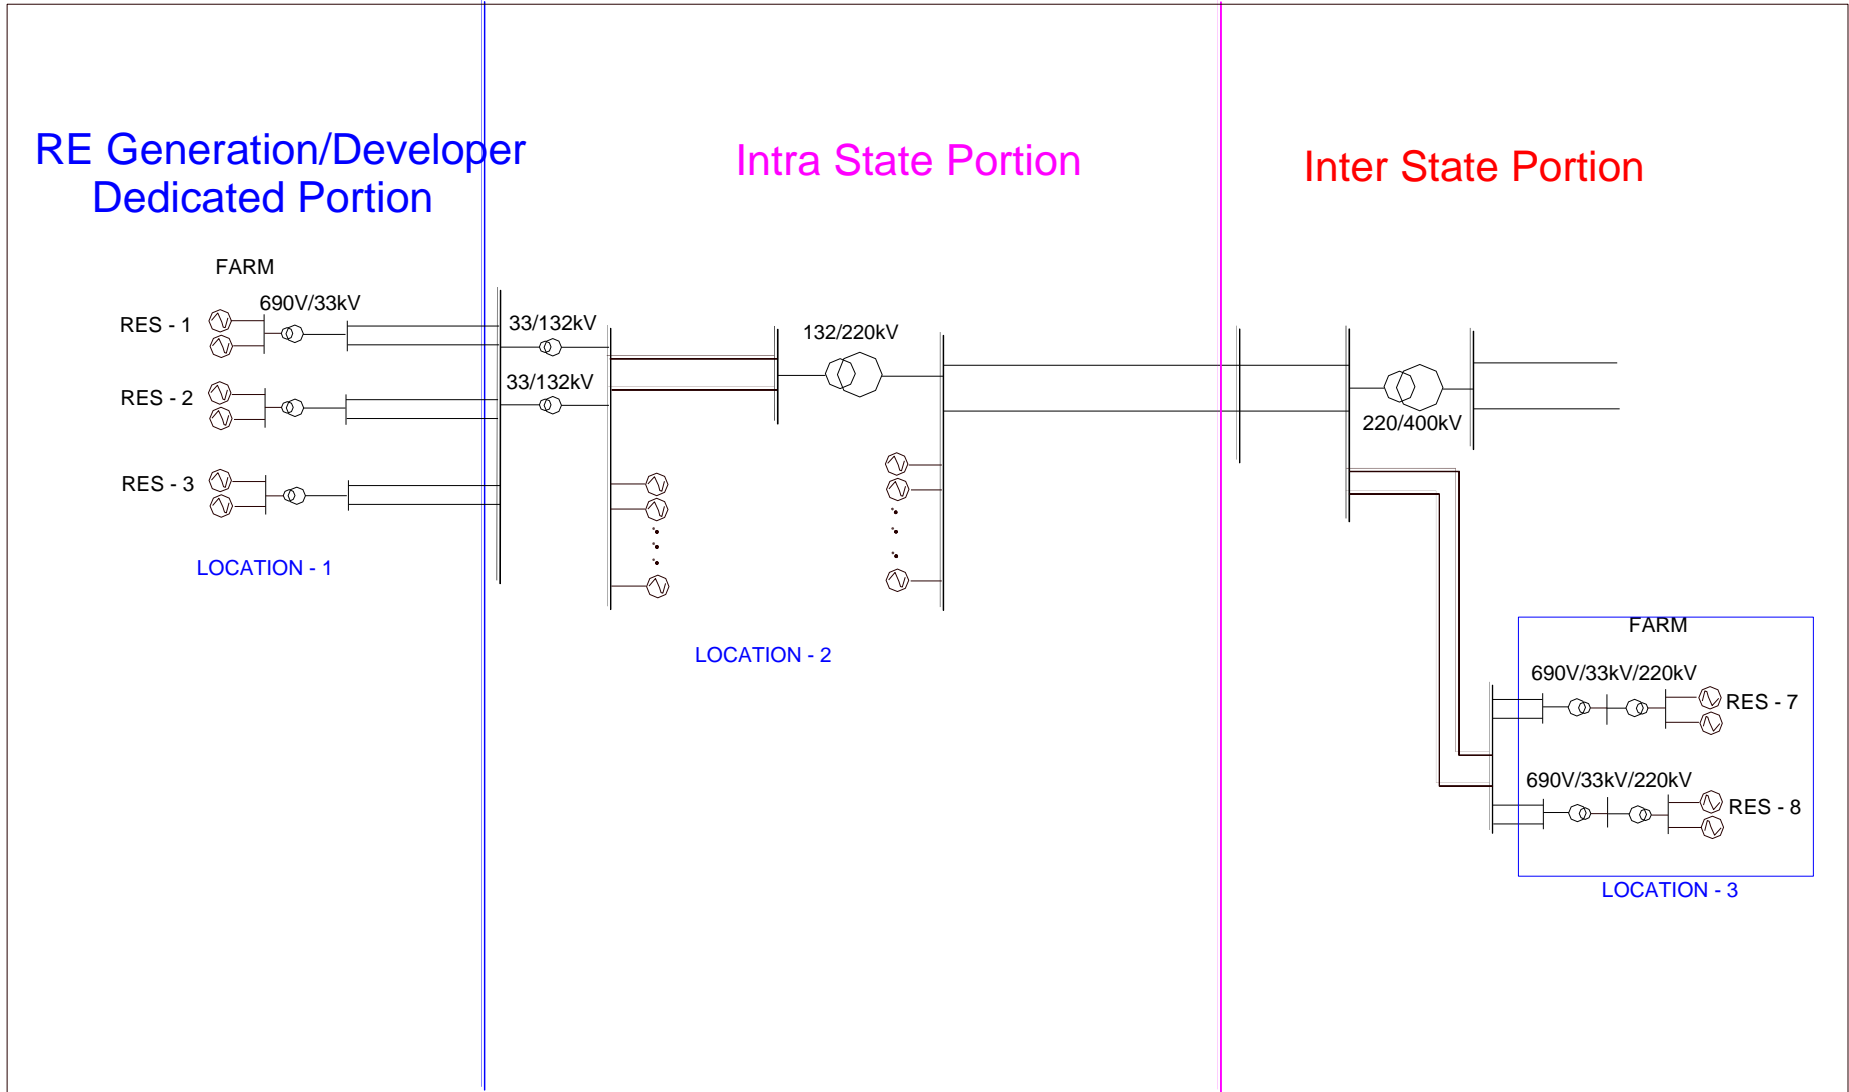 RE Generation/Developer
Dedicated Portion
Intra State Portion
Inter State Portion
FARM
690V/33kV
RES - 1
33/132kV
132/220kV
RES - 2
33/132kV
220/400kV
RES - 3
LOCATION - 1
LOCATION - 2
FARM
690V/33kV/220kV
RES - 7
690V/33kV/220kV
RES - 8
LOCATION - 3